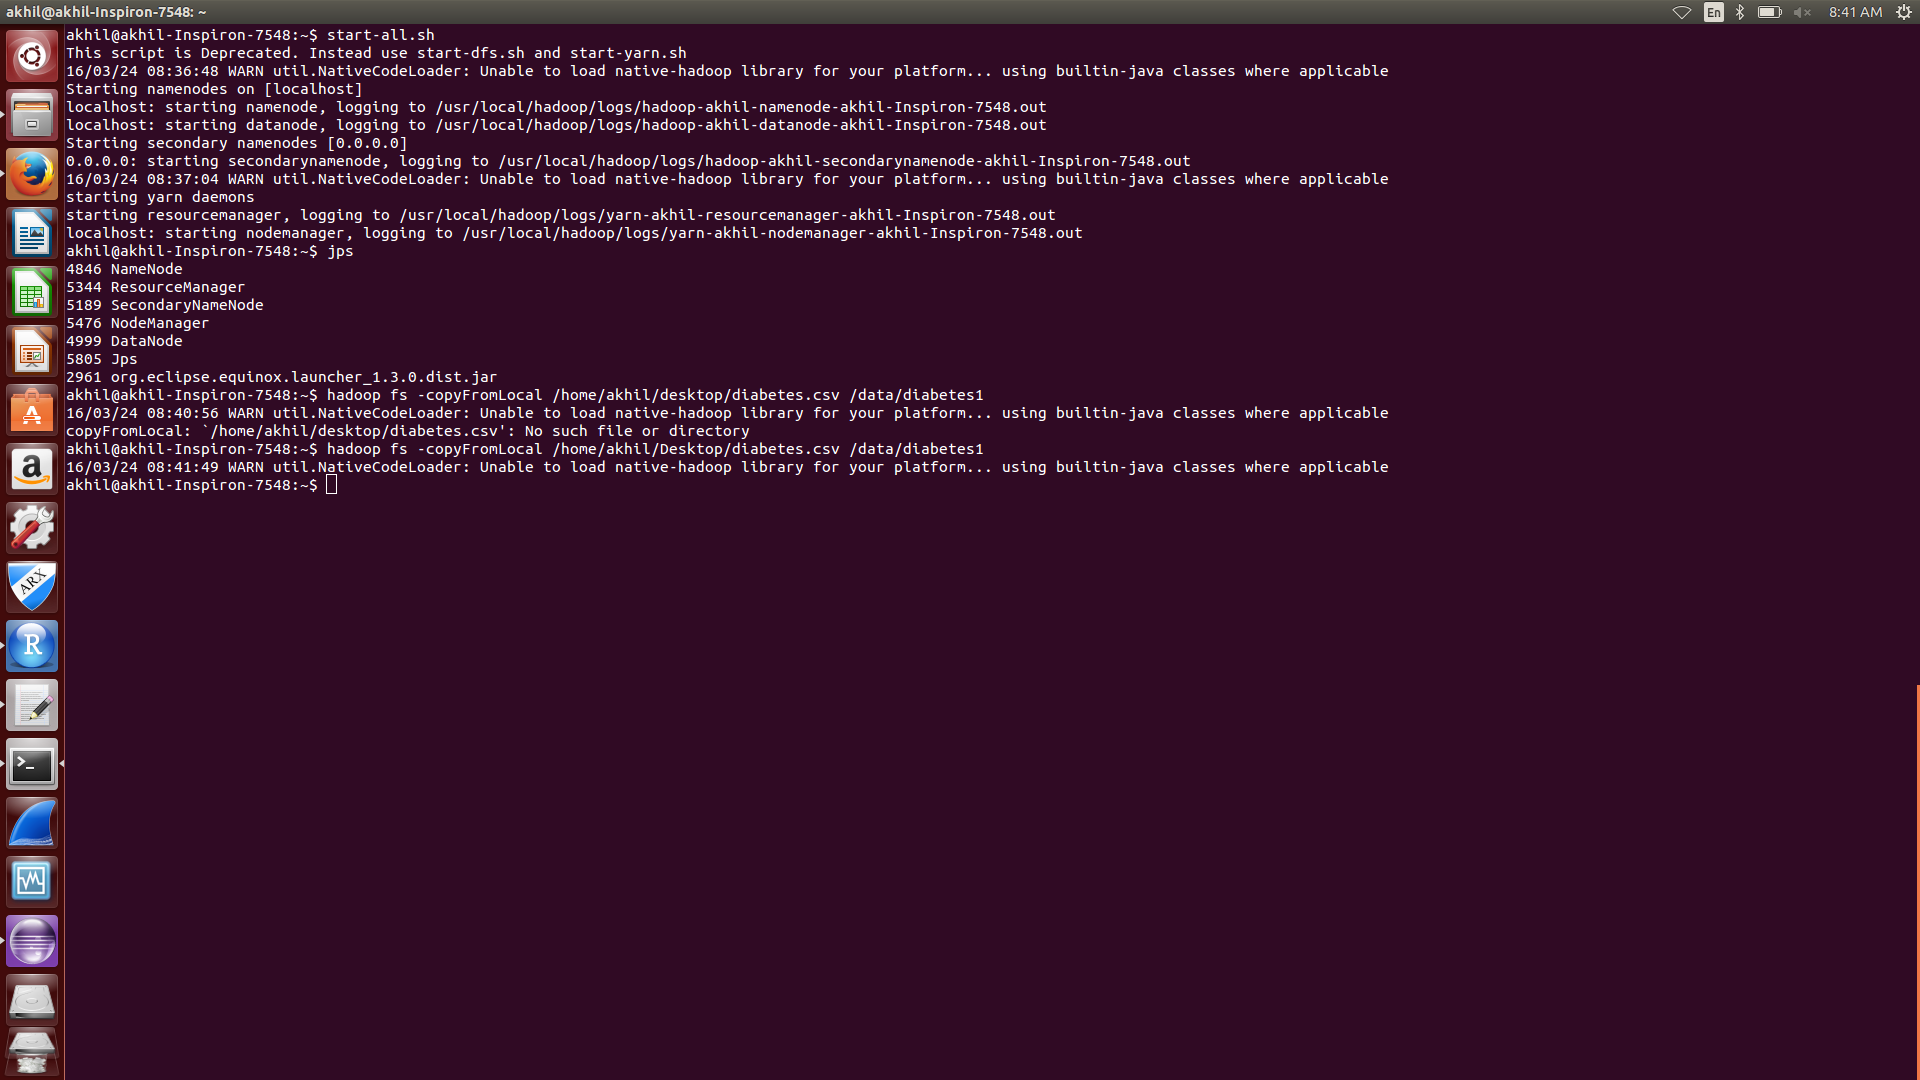 akhil@akhil-Inspiron-7548: ~
En
8:41 AM
akhil@akhil-Inspiron-7548:~$ start-all.sh
This script is Deprecated. Instead use start-dfs.sh and start-yarn.sh
16/03/24 08:36:48 WARN util.NativeCodeLoader: Unable to load native-hadoop library for your platform... using builtin-java classes where applicable
Starting namenodes on [localhost]
localhost: starting namenode, logging to /usr/local/hadoop/logs/hadoop-akhil-namenode-akhil-Inspiron-7548.out
localhost: starting datanode, logging to /usr/local/hadoop/logs/hadoop-akhil-datanode-akhil-Inspiron-7548.out
Starting secondary namenodes [0.0.0.0]
0.0.0.0: starting secondarynamenode, logging to /usr/local/hadoop/logs/hadoop-akhil-secondarynamenode-akhil-Inspiron-7548.out
16/03/24 08:37:04 WARN util.NativeCodeLoader: Unable to load native-hadoop library for your platform... using builtin-java classes where applicable
starting yarn daemons
starting resourcemanager, logging to /usr/local/hadoop/logs/yarn-akhil-resourcemanager-akhil-Inspiron-7548.out
localhost: starting nodemanager, logging to /usr/local/hadoop/logs/yarn-akhil-nodemanager-akhil-Inspiron-7548.out
akhil@akhil-Inspiron-7548:~$ jps
4846 NameNode
5344 ResourceManager
5189 SecondaryNameNode
5476 NodeManager
4999 DataNode
5805 Jps
2961 org.eclipse.equinox.launcher_1.3.0.dist.jar
akhil@akhil-Inspiron-7548:~$ hadoop fs -copyFromLocal /home/akhil/desktop/diabetes.csv /data/diabetes1
16/03/24 08:40:56 WARN util.NativeCodeLoader: Unable to load native-hadoop library for your platform... using builtin-java classes where applicable
copyFromLocal: `/home/akhil/desktop/diabetes.csv': No such file or directory
akhil@akhil-Inspiron-7548:~$ hadoop fs -copyFromLocal /home/akhil/Desktop/diabetes.csv /data/diabetes1
16/03/24 08:41:49 WARN util.NativeCodeLoader: Unable to load native-hadoop library for your platform... using builtin-java classes where applicable
akhil@akhil-Inspiron-7548:~$
A
a
ARX
R
>_